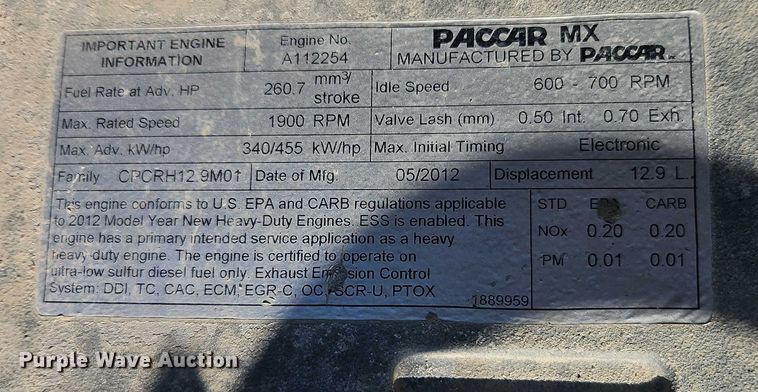 IMPORTANT ENGINE INFORMATION
Engine No. A112254
PACCAR MX
MANUFACTURED BY PACCAR INC
Fuel Rate at Adv. HP 260.7 mm³/stroke
Idle Speed 600 - 700 RPM
Max. Rated Speed 1900 RPM
Valve Lash (mm) 0.50 Int. 0.70 Exh.
Max. Adv. kW/hp 340/455 kW/hp
Max. Initial Timing Electronic
Family CPCRH12.9M01 Date of Mfg. 05/2012 Displacement 12.9 L.
This engine conforms to U.S. EPA and CARB regulations applicable
to 2012 Model Year New Heavy-Duty Engines. ESS is enabled. This
engine has a primary intended service application as a heavy
heavy-duty engine. The engine is certified to operate on
ultra-low sulfur diesel fuel only. Exhaust Emission Control
System: DDI, TC, CAC, ECM, EGR-C, OC, SCR-U, PTOX
STD EPA CARB
NOx 0.20 0.20
PM 0.01 0.01
1889959
Purple Wave Auction